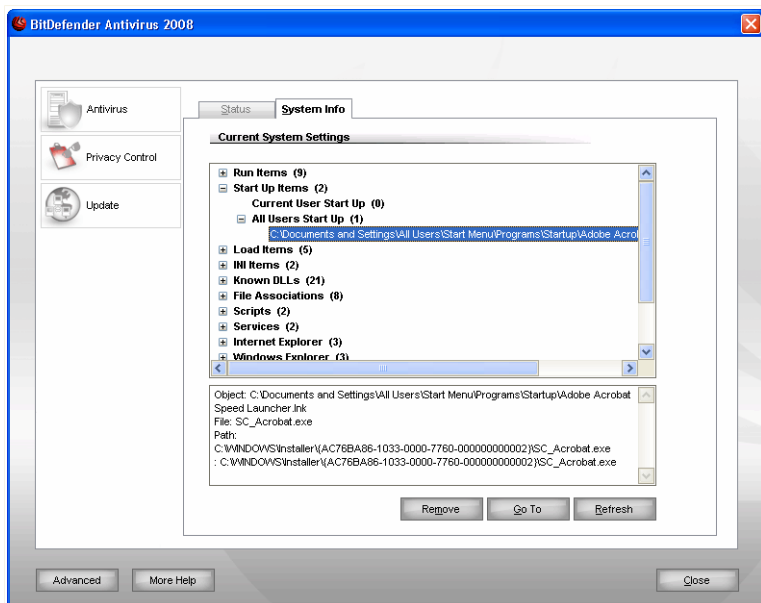 BitDefender Antivirus 2008
Antivirus
Privacy Control
Update
Status
System Info
Current System Settings
Run Items (9)
Start Up Items (2)
Current User Start Up (0)
All Users Start Up (1)
C:\Documents and Settings\All Users\Start Menu\Programs\Startup\Adobe Acrol
Load Items (5)
INI Items (2)
Known DLLs (21)
File Associations (8)
Scripts (2)
Services (2)
Internet Explorer (3)
Windows Explorer (3)
Object: C:\Documents and Settings\All Users\Start Menu\Programs\Startup\Adobe Acrobat
Speed Launcher.lnk
File: SC_Acrobat.exe
Path:
C:\WINDOWS\Installer\{AC76BA86-1033-0000-7760-000000000002}\SC_Acrobat.exe
: C:\WINDOWS\Installer\{AC76BA86-1033-0000-7760-000000000002}\SC_Acrobat.exe
Remove
Go To
Refresh
Advanced
More Help
Close